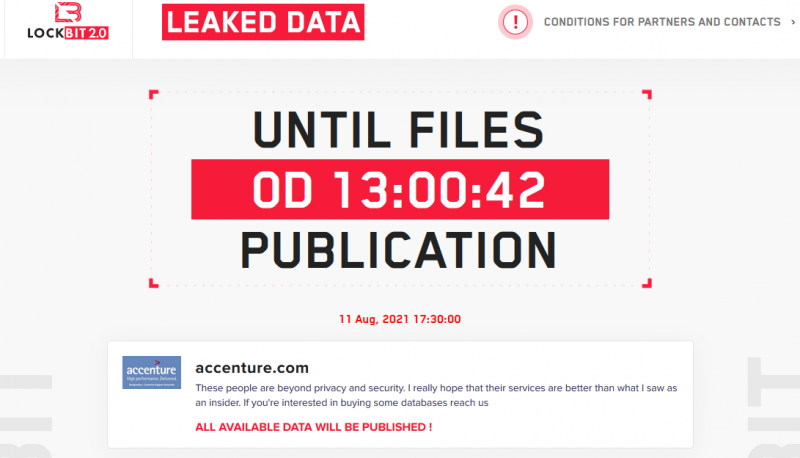 LOCKBIT 2.0
LEAKED DATA
! CONDITIONS FOR PARTNERS AND CONTACTS ›
UNTIL FILES
0D 13:00:42
PUBLICATION
11 Aug, 2021 17:30:00
accenture
High performance. Delivered.
accenture.com
These people are beyond privacy and security. I really hope that their services are better than what I saw as
an insider. If you're interested in buying some databases reach us
ALL AVAILABLE DATA WILL BE PUBLISHED !
BIT
BIT